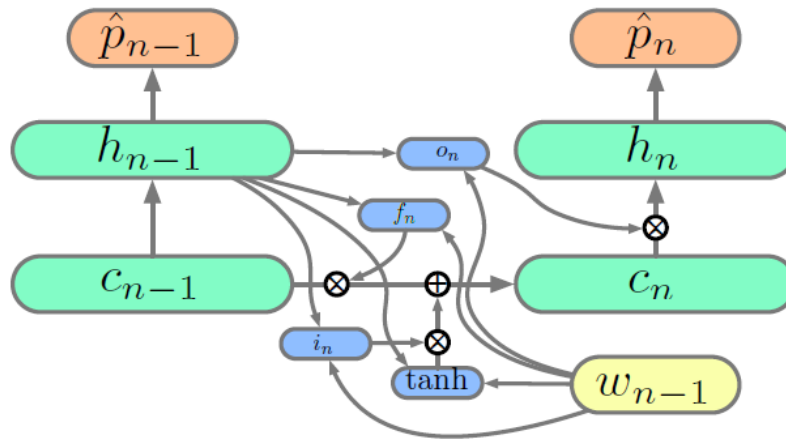 p̂ₙ₋₁ p̂ₙ
hₙ₋₁ oₙ hₙ
fₙ
⊗
cₙ₋₁ ⊗ ⊕ cₙ
iₙ ⊗
tanh wₙ₋₁